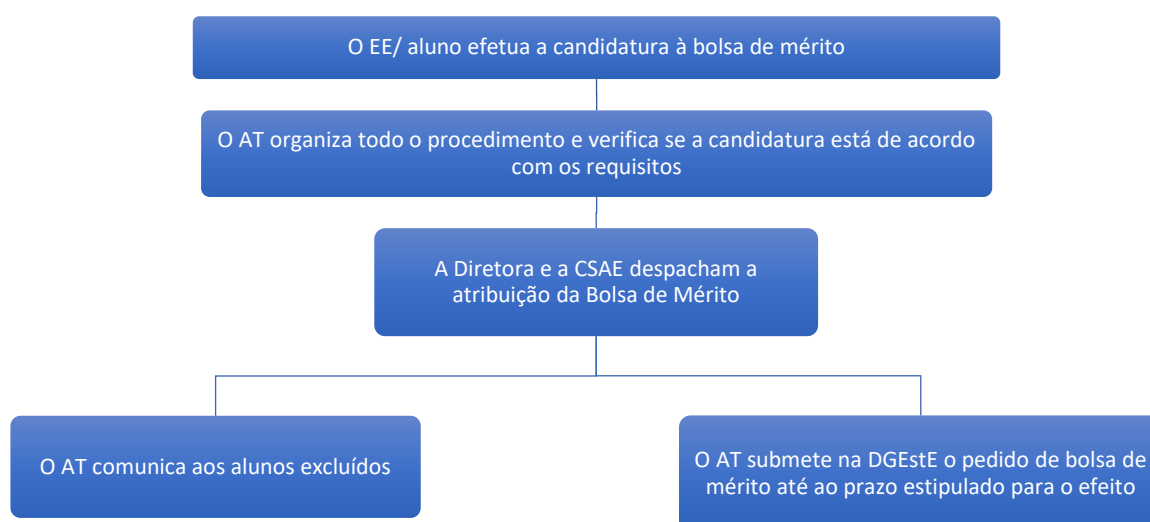 O EE/ aluno efetua a candidatura à bolsa de mérito
O AT organiza todo o procedimento e verifica se a candidatura está de acordo
com os requisitos
A Diretora e a CSAE despacham a
atribuição da Bolsa de Mérito
O AT comunica aos alunos excluídos
O AT submete na DGEstE o pedido de bolsa de
mérito até ao prazo estipulado para o efeito